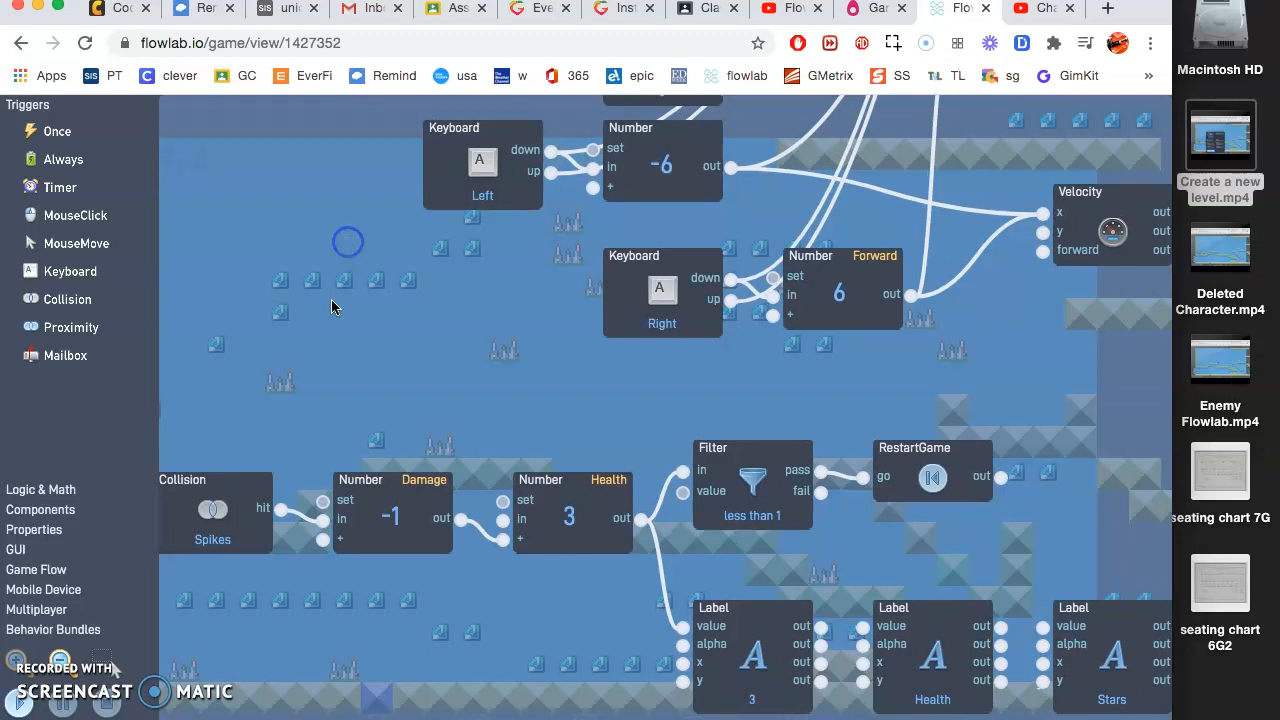 Rem
SIS
Inb
Ass
Eve
Inst
Cla
Flo
Gar
Flow
Cha
flowlab.io/game/view/1427352
Apps SIS PT clever GC EverFi Remind usa w 365 epic flowlab GMetrix SS TL sg GimKit »
Macintosh HD
Create a new
level.mp4
Deleted
Character.mp4
Enemy
Flowlab.mp4
seating chart 7G
seating chart
6G2
Triggers
Once
Always
Timer
MouseClick
MouseMove
Keyboard
Collision
Proximity
Mailbox
Logic & Math
Components
Properties
GUI
Game Flow
Mobile Device
Multiplayer
Behavior Bundles
Keyboard
down
A
up
Left
Number
set
-6
in out
+
Velocity
x out
y out
forward out
Keyboard
down
A
up
Right
Number Forward
set
6
in out
+
Collision
hit
Spikes
Number Damage
set
-1
in out
+
Number Health
set
3
in out
+
Filter
in pass
value fail
less than 1
RestartGame
go out
Label
value out
alpha out
x out
y out
A
3
Label
value out
alpha out
x out
y out
A
Health
Label
value out
alpha out
x out
y out
A
Stars
RECORDED WITH
SCREENCAST MATIC